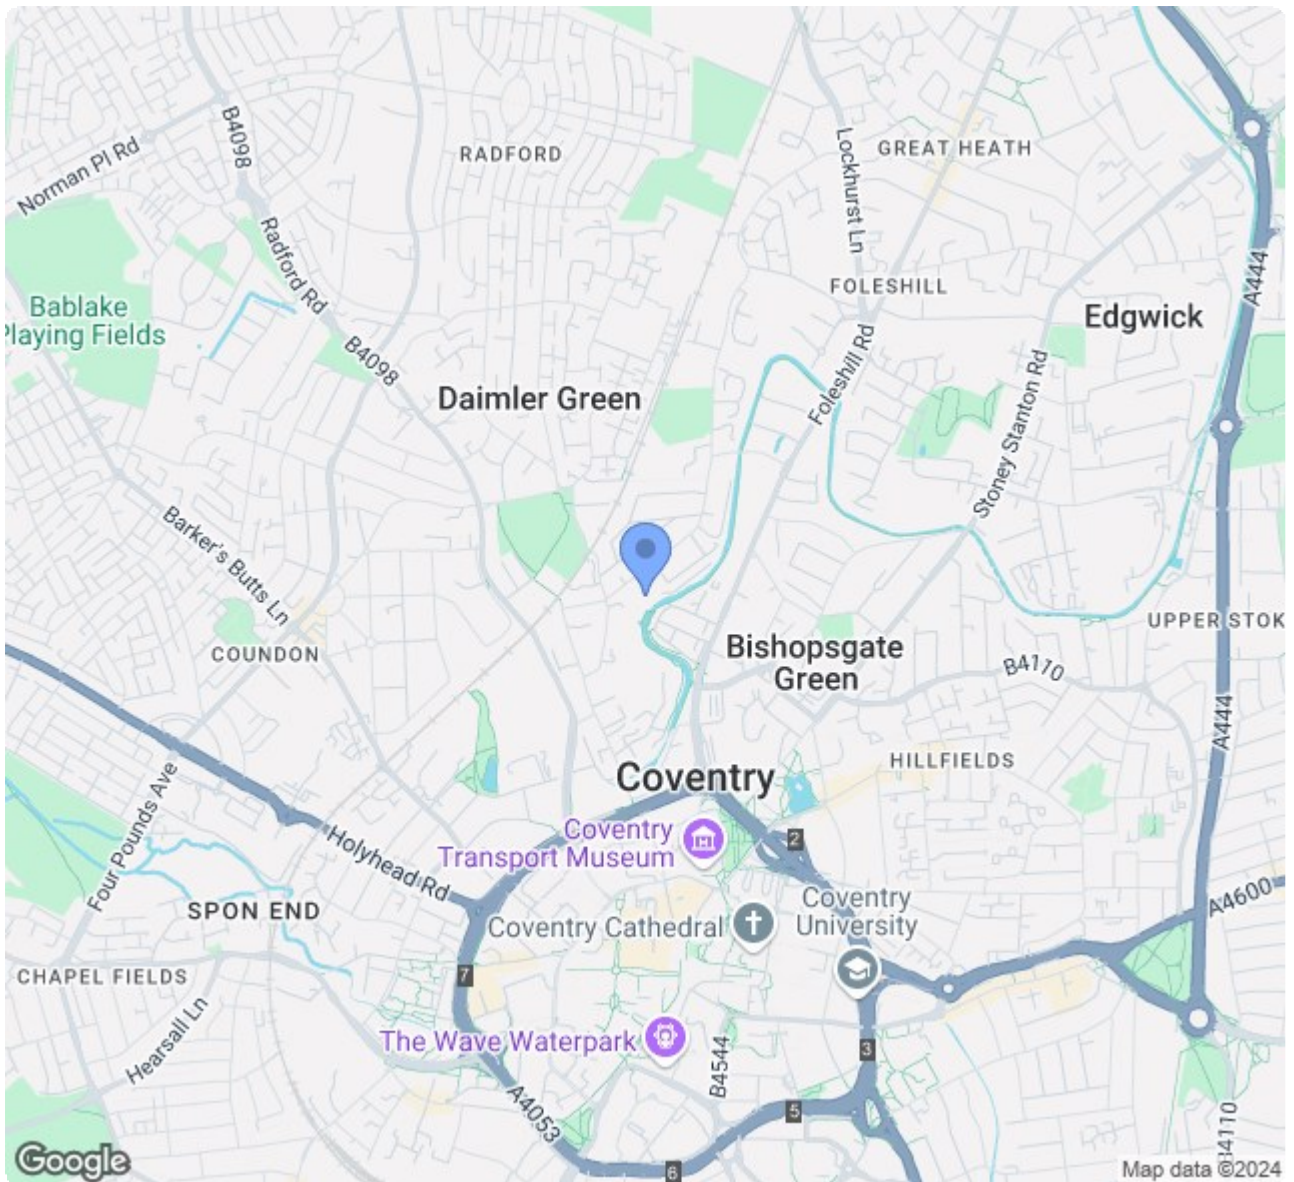 B4098
Norman Pl Rd
RADFORD
Lockhurst Ln
GREAT HEATH
Radford Rd
A444
FOLESHILL
Bablake
Playing Fields
Edgwick
B4098
Foleshill Rd
Daimler Green
Stoney Stanton Rd
Barker's Butts Ln
UPPER STOK
COUNDON
Bishopsgate
Green
B4110
A444
HILLFIELDS
Coventry
Four Pounds Ave
Coventry
Transport Museum
2
Holyhead Rd
A4600
SPON END
Coventry Cathedral
Coventry
University
CHAPEL FIELDS
7
Hearsall Ln
The Wave Waterpark
B4544
3
A4053
5
B4110
6
Google
Map data ©2024